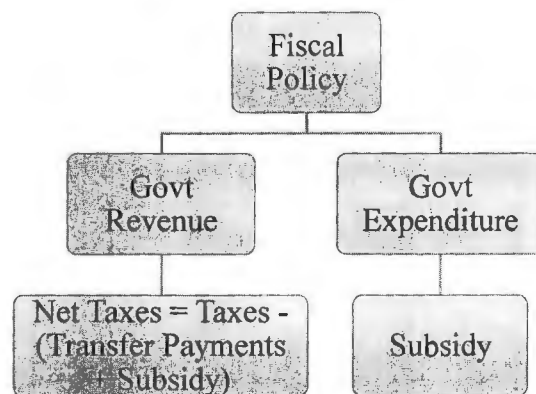 Fiscal
Policy
Govt
Revenue
Govt
Expenditure
Net Taxes = Taxes -
(Transfer Payments
+ Subsidy)
Subsidy